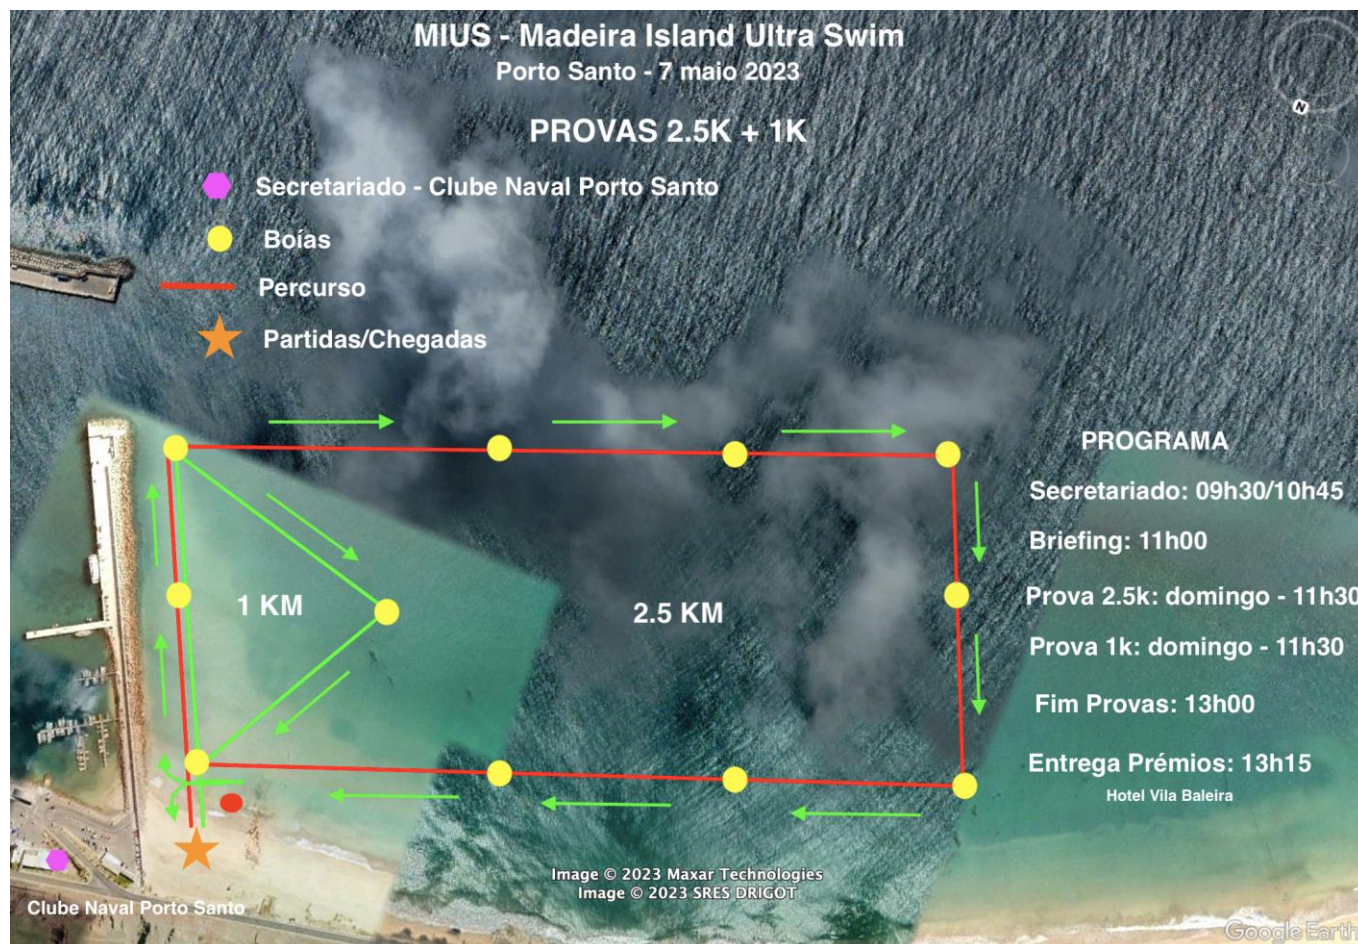 MIUS - Madeira Island Ultra Swim
Porto Santo - 7 maio 2023
PROVAS 2.5K + 1K
N
Secretariado - Clube Naval Porto Santo
Boías
Percurso
Partidas/Chegadas
1 KM
2.5 KM
PROGRAMA
Secretariado: 09h30/10h45
Briefing: 11h00
Prova 2.5k: domingo - 11h30
Prova 1k: domingo - 11h30
Fim Provas: 13h00
Entrega Prémios: 13h15
Hotel Vila Baleira
Image © 2023 Maxar Technologies
Image © 2023 SRES DRIGOT
Clube Naval Porto Santo
Google Earth